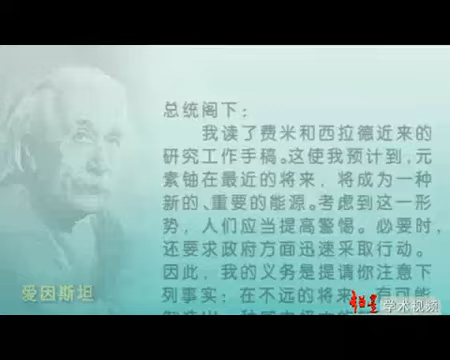 总统阁下：
我读了费米和西拉德近来的
研究工作手稿。这使我预计到，元
素铀在最近的将来，将成为一种
新的、重要的能源。考虑到这一形
势，人们应当提高警惕。必要时，
还要求政府方面迅速采取行动。
因此，我的义务是提请你注意下
列事实：在不远的将来，有可能
爱因斯坦
学术视频